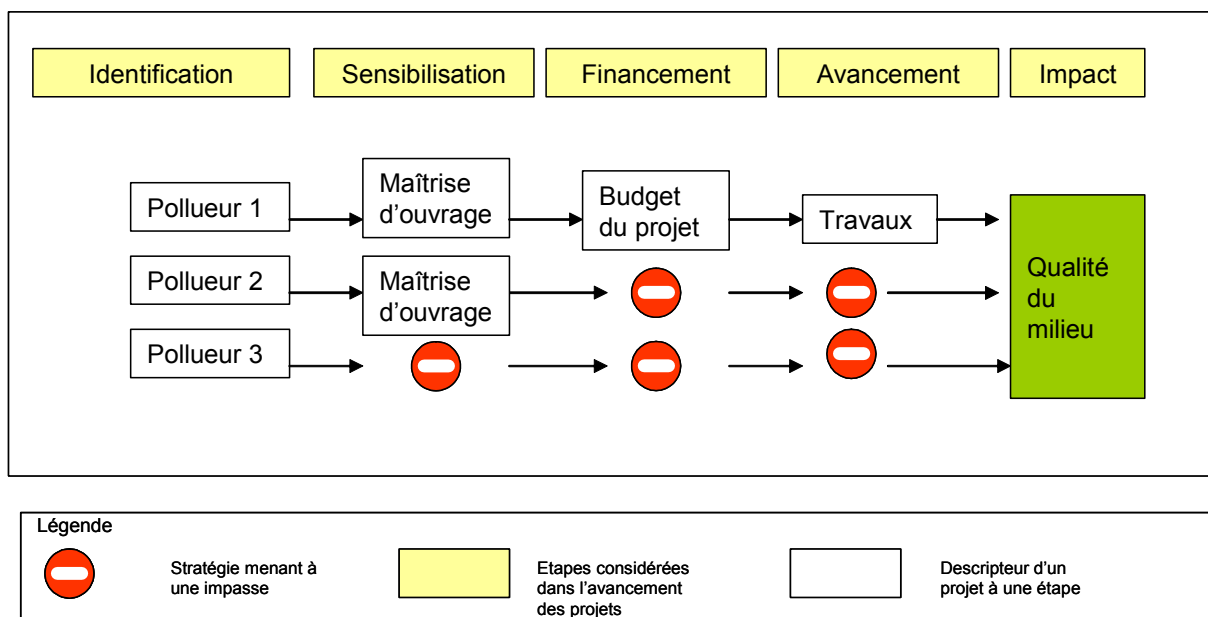 Identification
Sensibilisation
Financement
Avancement
Impact
Pollueur 1
Maîtrise
d'ouvrage
Budget
du projet
Travaux
Pollueur 2
Maîtrise
d'ouvrage
Pollueur 3
Qualité
du
milieu
Légende
Stratégie menant à
une impasse
Etapes considérées
dans l'avancement
des projets
Descripteur d'un
projet à une étape